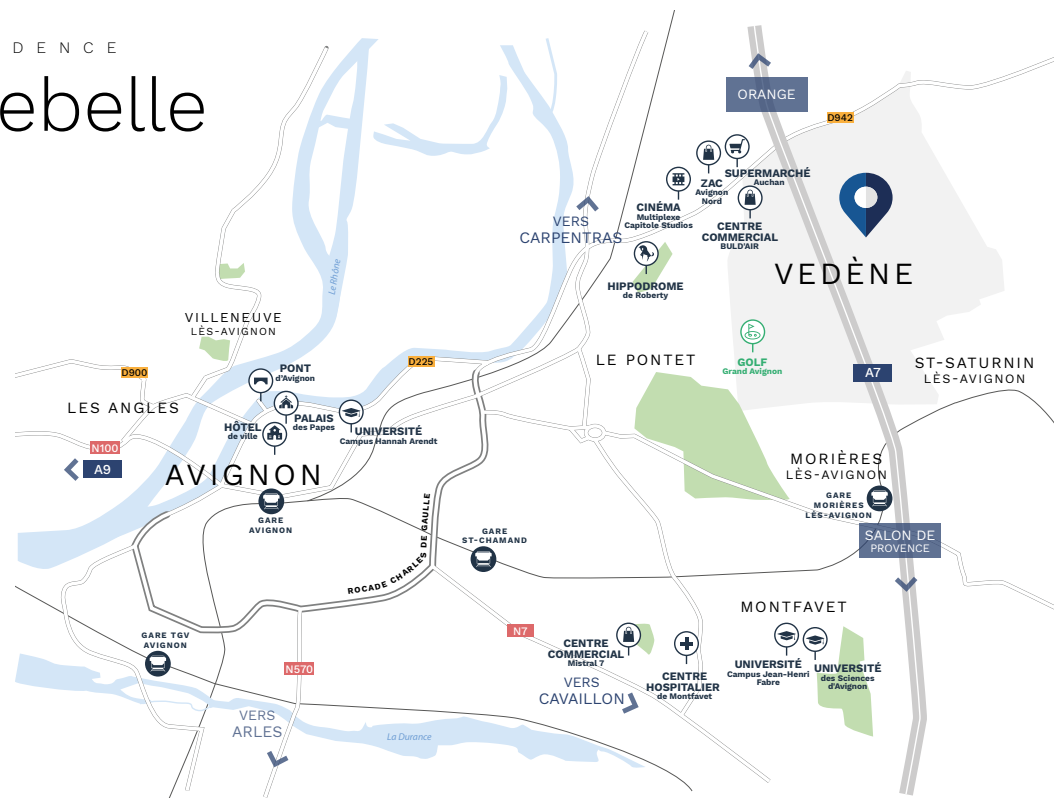 DENCE
ebelle
ORANGE
D942
SUPERMARCHÉ
Auchan
ZAC
Avignon
Nord
CINÉMA
Multiplexe
Capitole Studios
CENTRE
COMMERCIAL
BULD'AIR
VERS
CARPENTRAS
HIPPODROME
de Roberty
VEDÈNE
Le Rhône
VILLENEUVE
LÈS-AVIGNON
GOLF
Grand Avignon
LE PONTET
ST-SATURNIN
LÈS-AVIGNON
A7
D225
D900
PONT
d'Avignon
LES ANGLES
PALAIS
des Papes
HÔTEL
de ville
UNIVERSITÉ
Campus Hannah Arendt
N100
A9
AVIGNON
MORIÈRES
LÈS-AVIGNON
GARE
MORIÈRES
LÈS-AVIGNON
GARE
AVIGNON
ROCADE CHARLES DE GAULLE
GARE
ST-CHAMAND
SALON DE
PROVENCE
MONTFAVET
N7
GARE TGV
AVIGNON
CENTRE
COMMERCIAL
Mistral 7
CENTRE
HOSPITALIER
de Montfavet
UNIVERSITÉ
Campus Jean-Henri
Fabre
UNIVERSITÉ
des Sciences
d'Avignon
N570
VERS
CAVAILLON
VERS
ARLES
La Durance